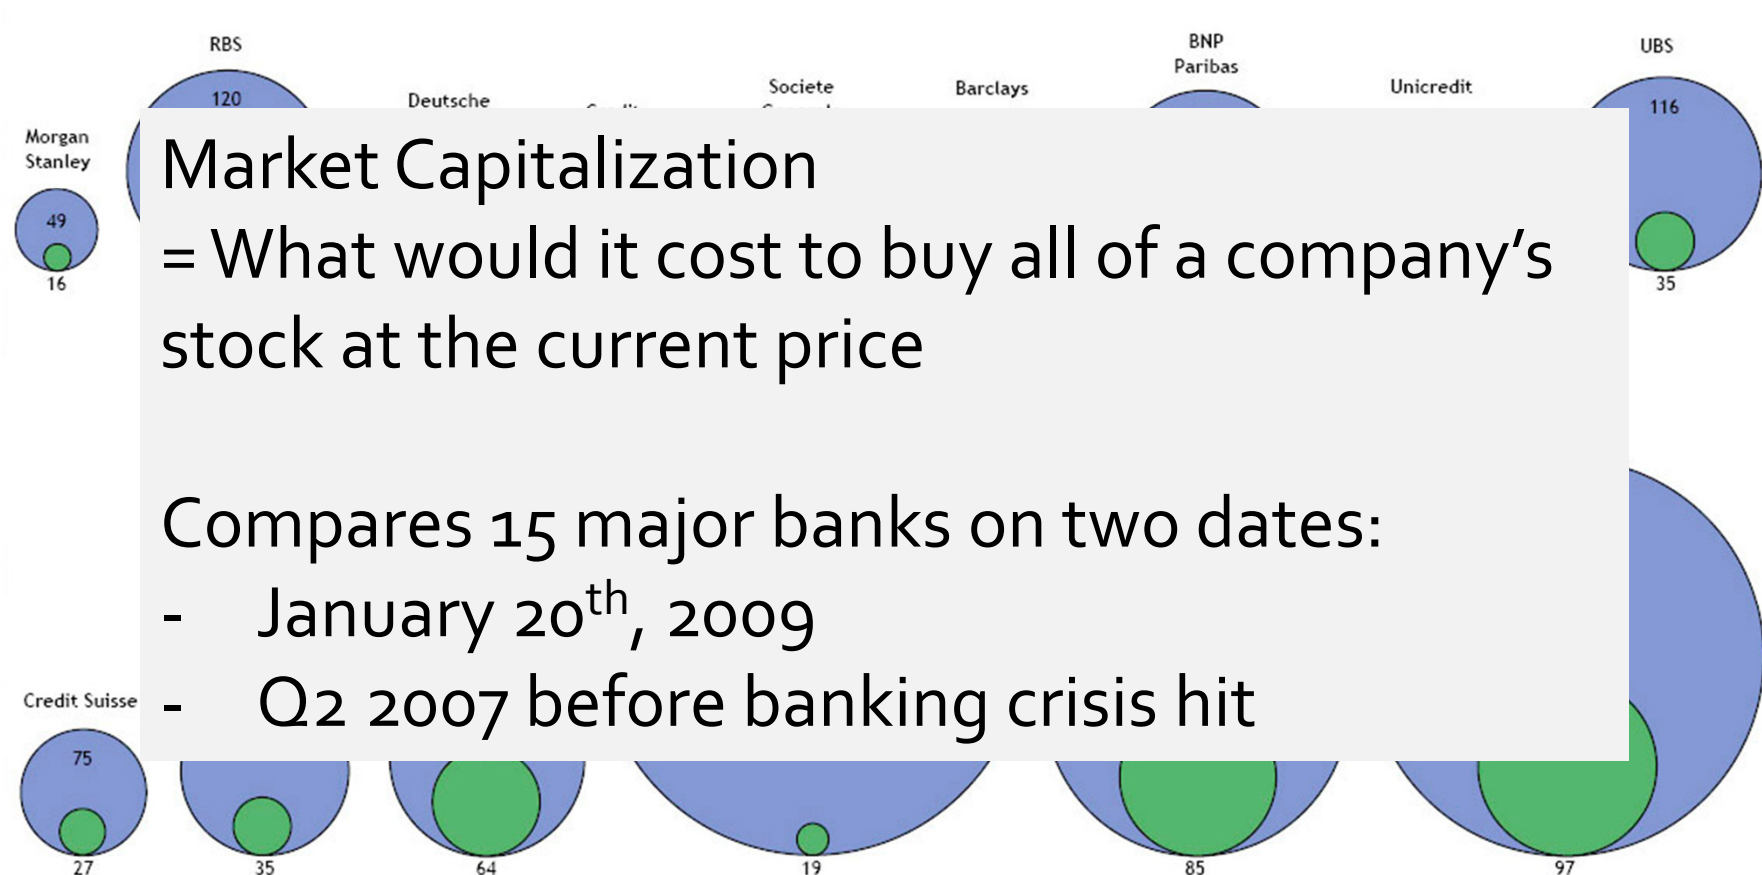 RBS
BNP
Paribas
UBS
Societe
Barclays
Unicredit
Deutsche
120
116
Morgan
Stanley
49
16
35
Market Capitalization
= What would it cost to buy all of a company’s
stock at the current price
Compares 15 major banks on two dates:
- January 20th, 2009
- Q2 2007 before banking crisis hit
Credit Suisse
75
27
35
64
19
85
97